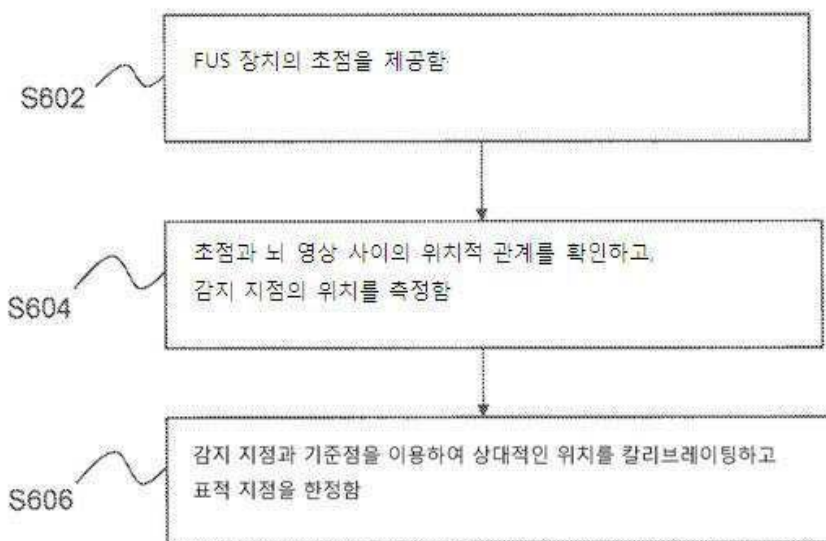 S602
FUS 장치의 초점을 제공함
S604
초점과 뇌 영상 사이의 위치적 관계를 확인하고,
감지 지점의 위치를 측정함
S606
감지 지점과 기준점을 이용하여 상대적인 위치를 칼리브레이팅하고
표적 지점을 한정함